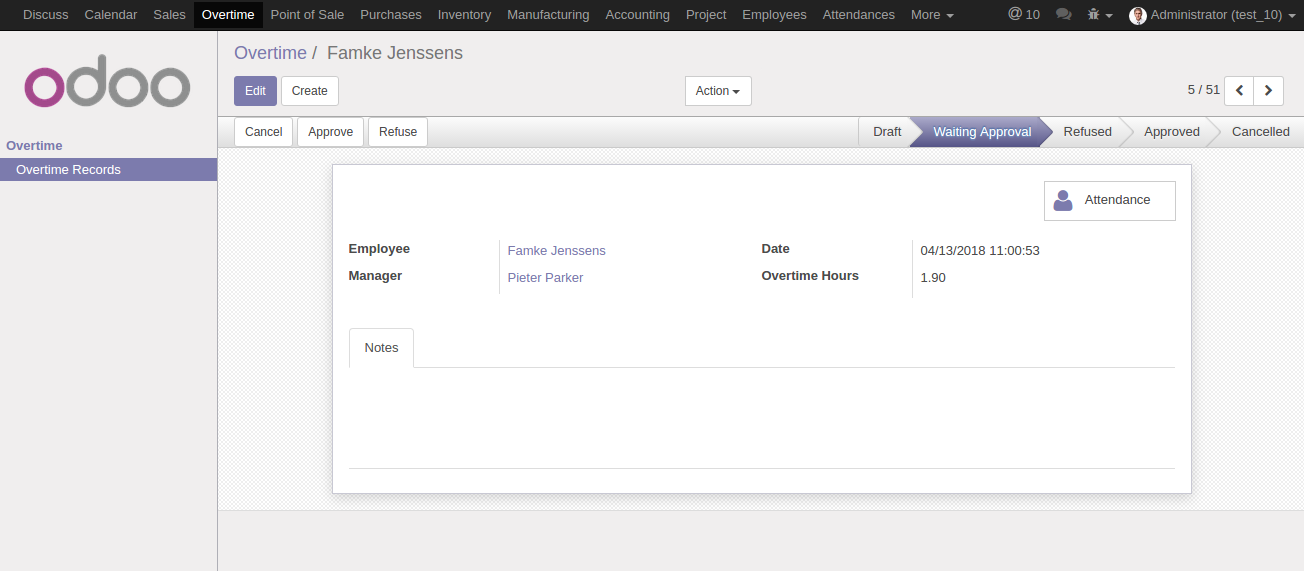 Discuss Calendar Sales Overtime Point of Sale Purchases Inventory Manufacturing Accounting Project Employees Attendances More @ 10 Administrator (test_10)
odoo
Overtime
Overtime Records
Overtime / Famke Jenssens
Edit Create Action 5 / 51
Cancel Approve Refuse Draft Waiting Approval Refused Approved Cancelled
Attendance
Employee Famke Jenssens Date 04/13/2018 11:00:53
Manager Pieter Parker Overtime Hours 1.90
Notes